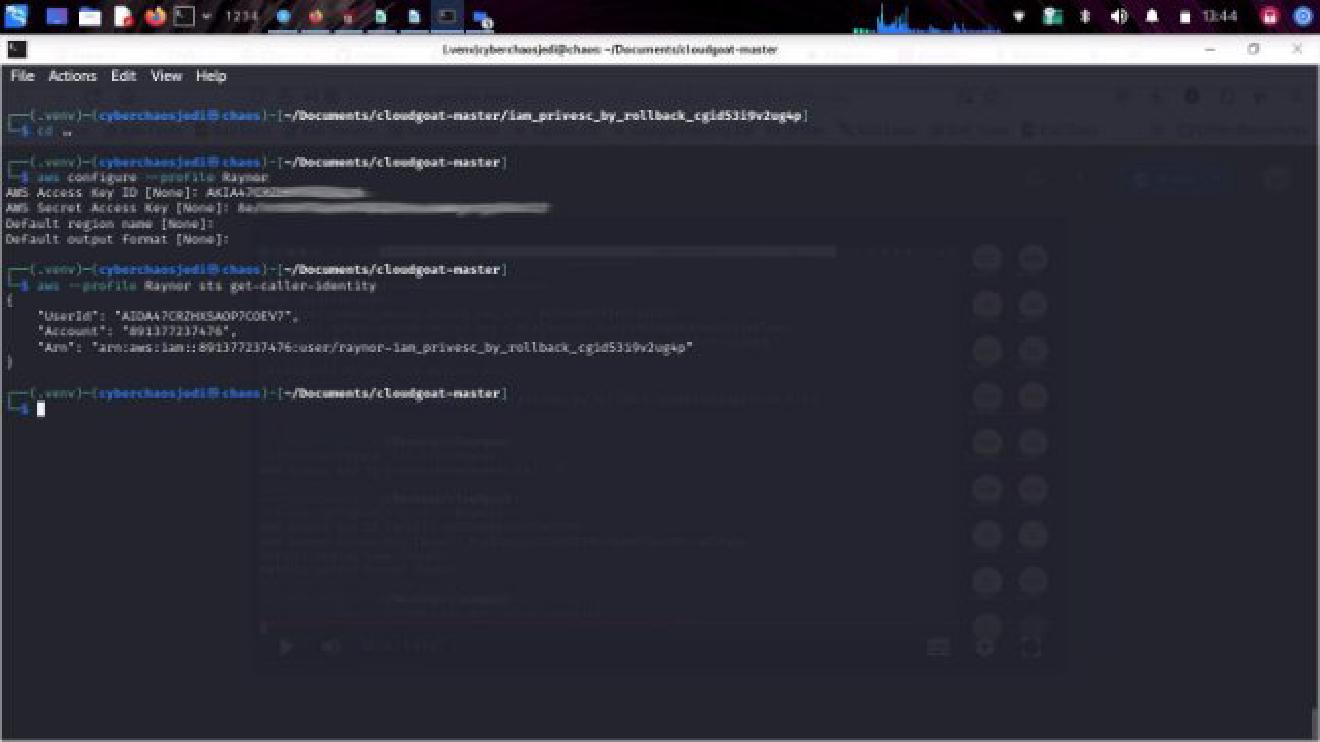 1 2 3 4
13:44
(.venv)cyberchaosjedi@chaos: ~/Documents/cloudgoat-master
File Actions Edit View Help
┌──(.venv)─(cyberchaosjedi㉿chaos)-[~/Documents/cloudgoat-master/iam_privesc_by_rollback_cgid53i9v2ug4p]
└─$ cd ..
┌──(.venv)─(cyberchaosjedi㉿chaos)-[~/Documents/cloudgoat-master]
└─$ aws configure --profile Raynor
AWS Access Key ID [None]:
AWS Secret Access Key [None]:
Default region name [None]:
Default output format [None]:
┌──(.venv)─(cyberchaosjedi㉿chaos)-[~/Documents/cloudgoat-master]
└─$ aws --profile Raynor sts get-caller-identity
{
"UserId": "AIDA47CRZHXSAOP7COEV7",
"Account": "891377237476",
"Arn": "arn:aws:iam::891377237476:user/raynor-iam_privesc_by_rollback_cgid53i9v2ug4p"
}
┌──(.venv)─(cyberchaosjedi㉿chaos)-[~/Documents/cloudgoat-master]
└─$